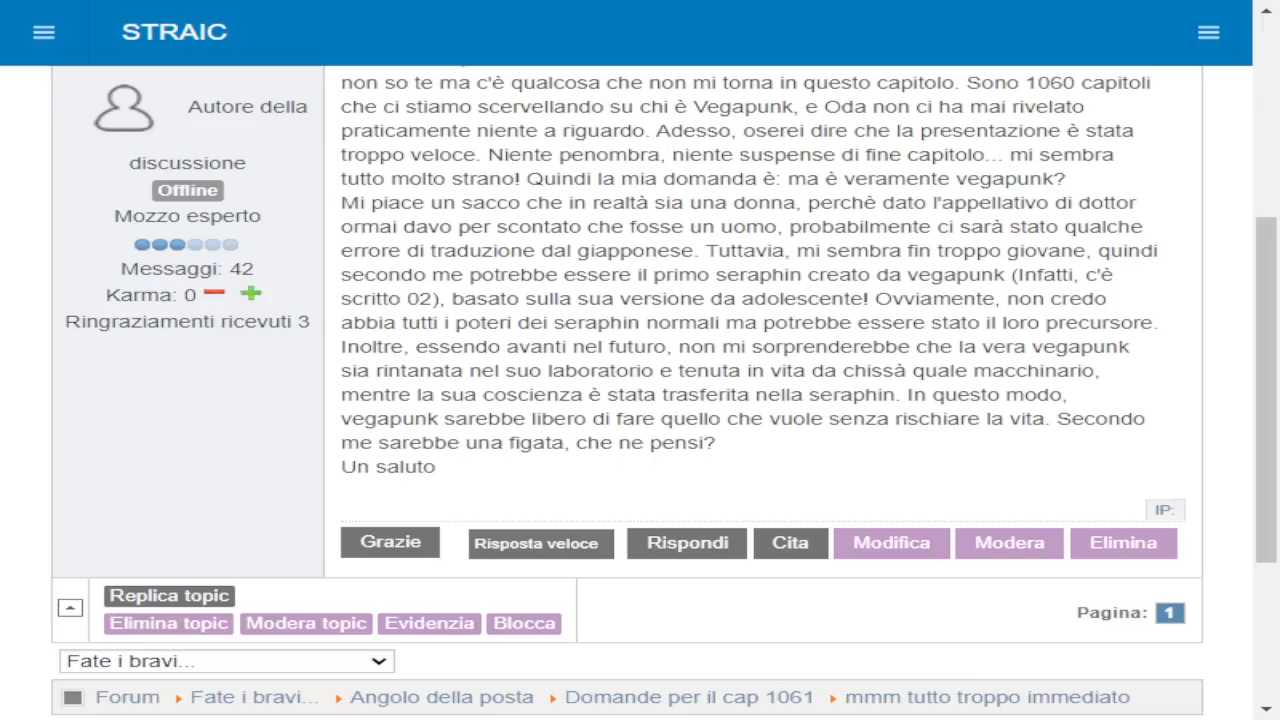 STRAIC
non so te ma c'è qualcosa che non mi torna in questo capitolo. Sono 1060 capitoli
che ci stiamo scervellando su chi è Vegapunk, e Oda non ci ha mai rivelato
praticamente niente a riguardo. Adesso, oserei dire che la presentazione è stata
troppo veloce. Niente penombra, niente suspense di fine capitolo... mi sembra
tutto molto strano! Quindi la mia domanda è: ma è veramente vegapunk?
Mi piace un sacco che in realtà sia una donna, perchè dato l'appellativo di dottor
ormai davo per scontato che fosse un uomo, probabilmente ci sarà stato qualche
errore di traduzione dal giapponese. Tuttavia, mi sembra fin troppo giovane, quindi
secondo me potrebbe essere il primo seraphin creato da vegapunk (Infatti, c'è
scritto 02), basato sulla sua versione da adolescente! Ovviamente, non credo
abbia tutti i poteri dei seraphin normali ma potrebbe essere stato il loro precursore.
Inoltre, essendo avanti nel futuro, non mi sorprenderebbe che la vera vegapunk
sia rintanata nel suo laboratorio e tenuta in vita da chissà quale macchinario,
mentre la sua coscienza è stata trasferita nella seraphin. In questo modo,
vegapunk sarebbe libero di fare quello che vuole senza rischiare la vita. Secondo
me sarebbe una figata, che ne pensi?
Un saluto
Autore della
discussione
Offline
Mozzo esperto
Messaggi: 42
Karma: 0
Ringraziamenti ricevuti 3
IP:
Grazie Risposta veloce Rispondi Cita Modifica Modera Elimina
Replica topic
Elimina topic Modera topic Evidenzia Blocca
Pagina: 1
Fate i bravi...
Forum Fate i bravi... Angolo della posta Domande per il cap 1061 mmm tutto troppo immediato